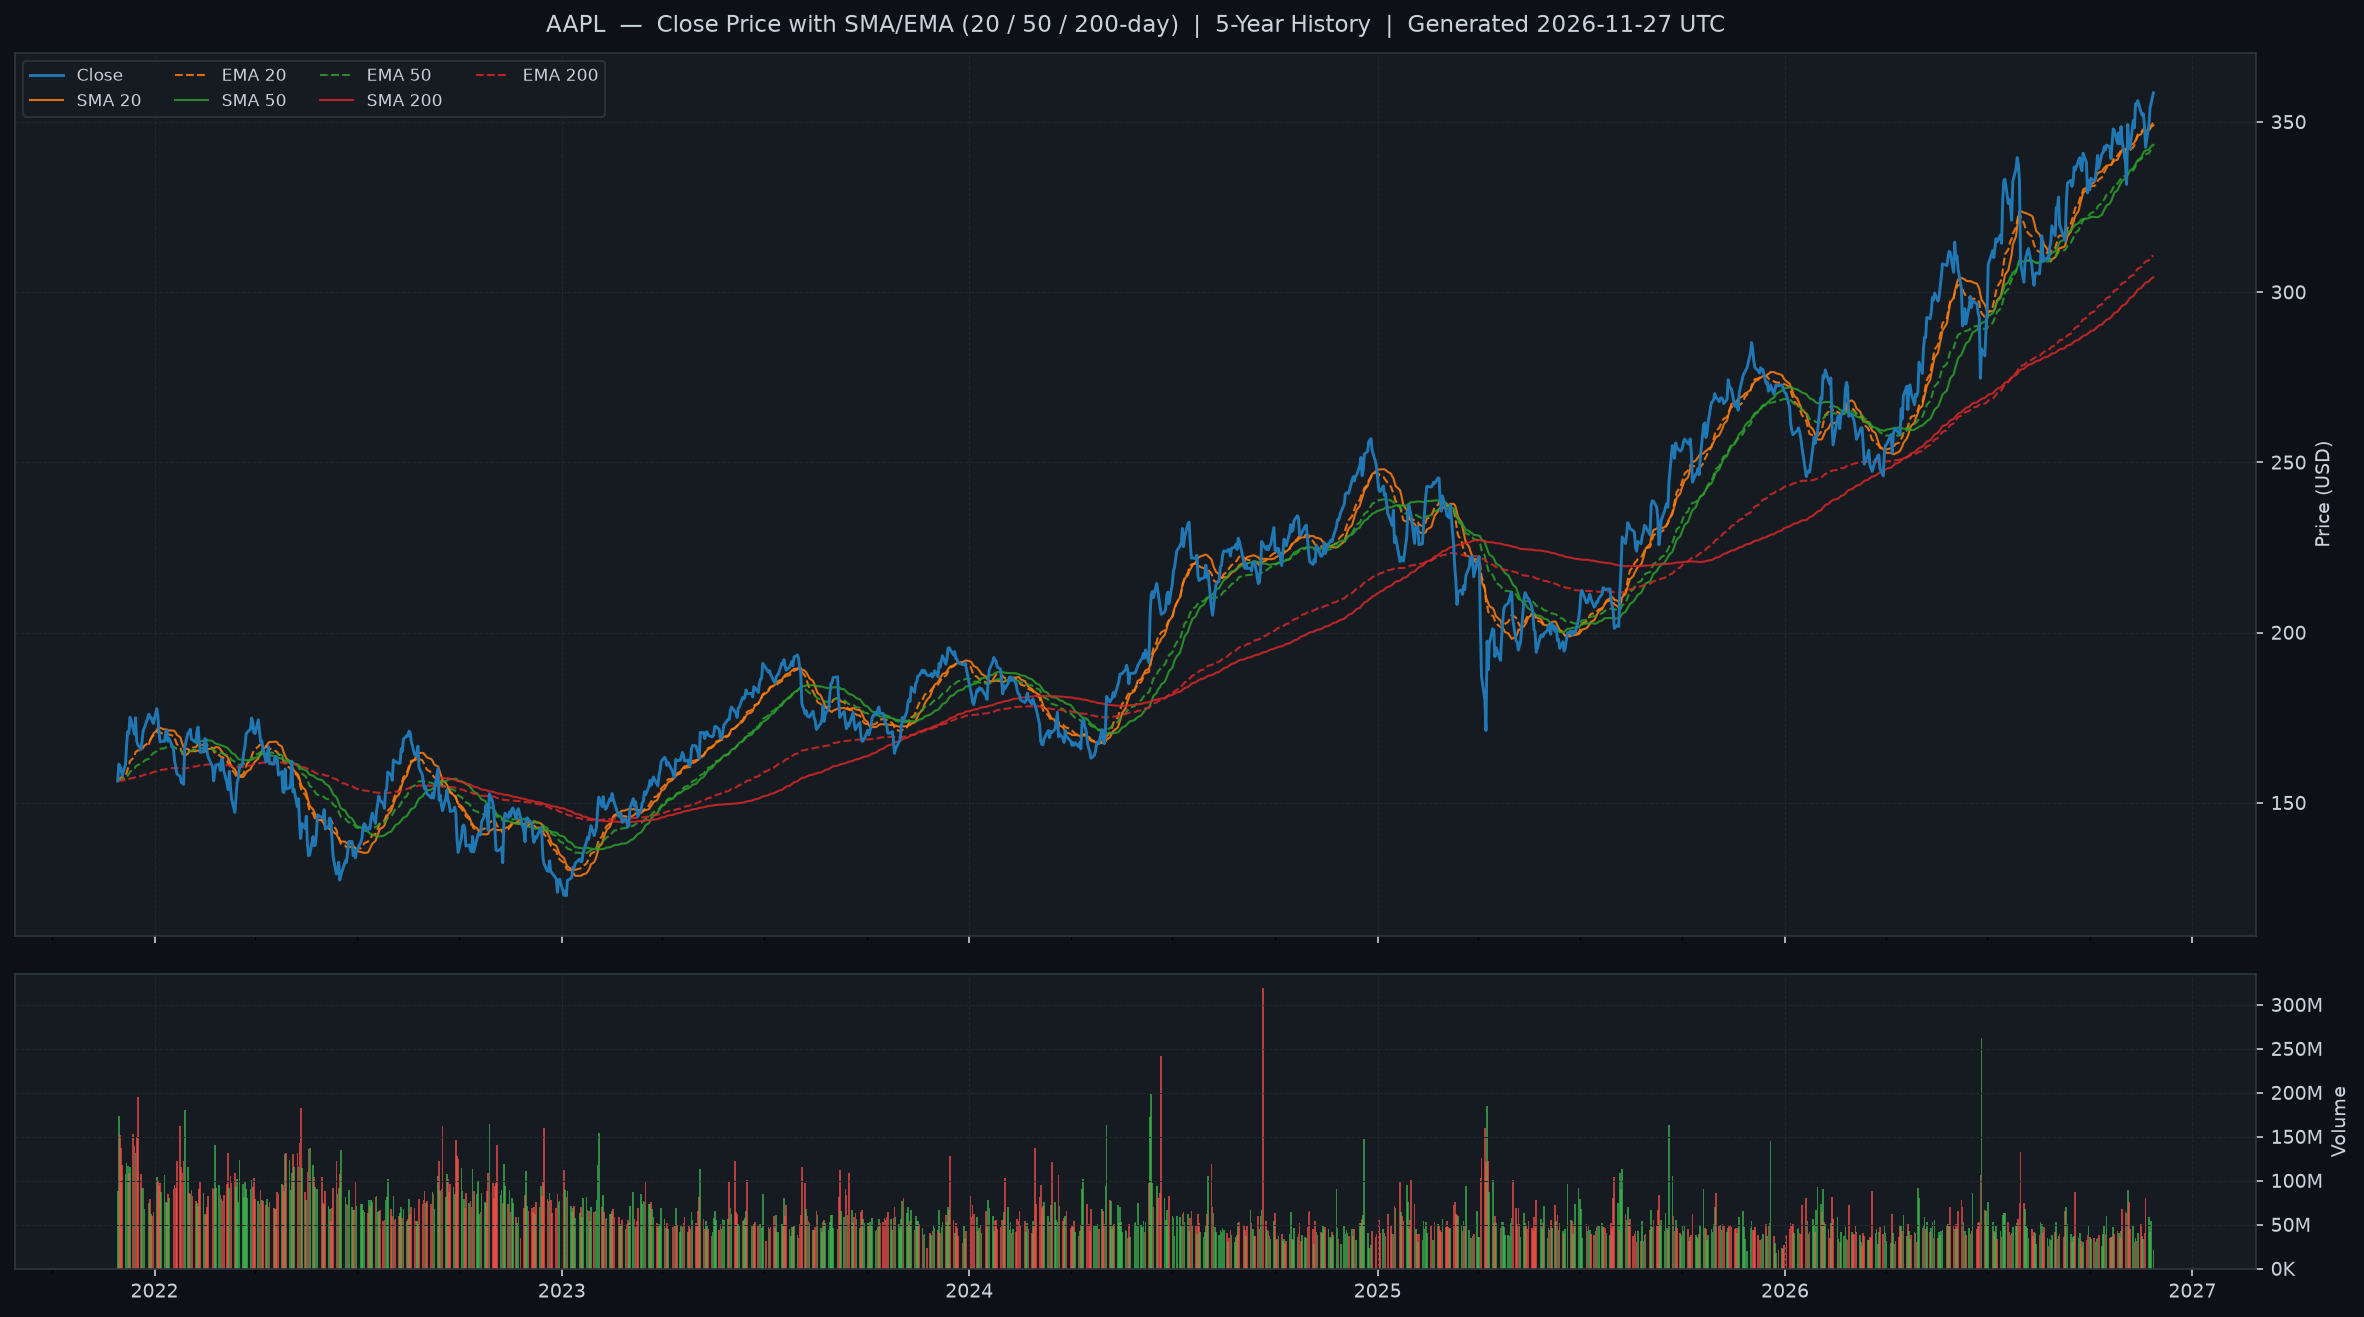 AAPL — Close Price with SMA/EMA (20 / 50 / 200-day) | 5-Year History | Generated 2026-11-27 UTC
Close EMA 20 EMA 50 EMA 200
SMA 20 SMA 50 SMA 200
350
300
250
200
150
Price (USD)
300M
250M
200M
150M
100M
50M
0K
Volume
2022 2023 2024 2025 2026 2027